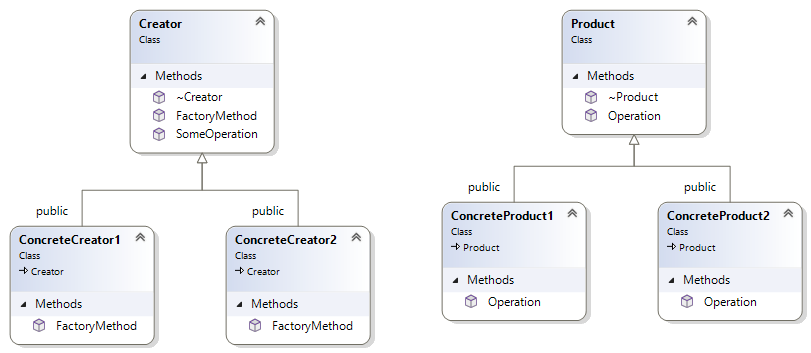 Creator
Class
Methods
~Creator
FactoryMethod
SomeOperation
Product
Class
Methods
~Product
Operation
public
public
public
public
ConcreteCreator1
Class
Creator
Methods
FactoryMethod
ConcreteCreator2
Class
Creator
Methods
FactoryMethod
ConcreteProduct1
Class
Product
Methods
Operation
ConcreteProduct2
Class
Product
Methods
Operation